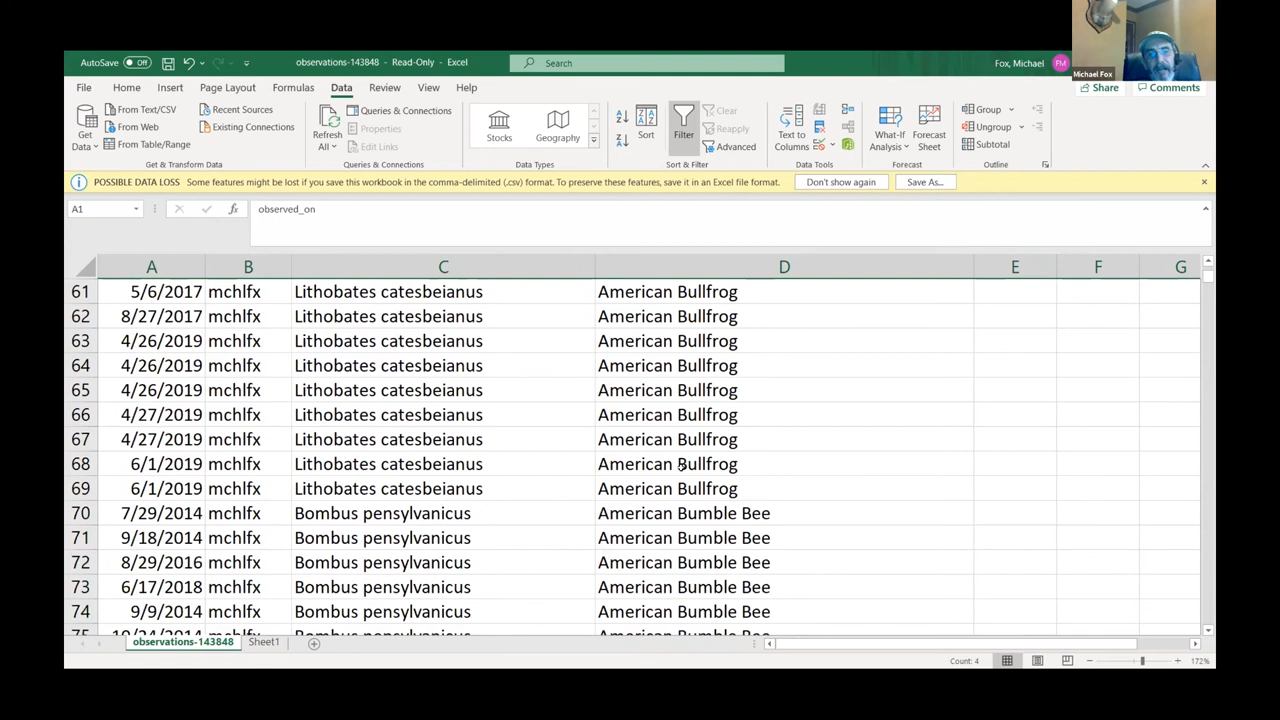 AutoSave Off observations-143848 - Read-Only - Excel Search Fox, Michael FM
Michael Fox
File Home Insert Page Layout Formulas Data Review View Help Share Comments
Get Data From Text/CSV Recent Sources
From Web Existing Connections
From Table/Range
Get & Transform Data
Refresh All Queries & Connections
Properties
Edit Links
Queries & Connections
Stocks Geography
Data Types
Sort Filter Clear
Reapply
Advanced
Sort & Filter
Text to Columns
Data Tools
What-If Analysis Forecast Sheet
Forecast
Group
Ungroup
Subtotal
Outline
POSSIBLE DATA LOSS Some features might be lost if you save this workbook in the comma-delimited (.csv) format. To preserve these features, save it in an Excel file format. Don't show again Save As...
A1 fx observed_on
A B C D E F G
61 5/6/2017 mchlfx Lithobates catesbeianus American Bullfrog
62 8/27/2017 mchlfx Lithobates catesbeianus American Bullfrog
63 4/26/2019 mchlfx Lithobates catesbeianus American Bullfrog
64 4/26/2019 mchlfx Lithobates catesbeianus American Bullfrog
65 4/26/2019 mchlfx Lithobates catesbeianus American Bullfrog
66 4/27/2019 mchlfx Lithobates catesbeianus American Bullfrog
67 4/27/2019 mchlfx Lithobates catesbeianus American Bullfrog
68 6/1/2019 mchlfx Lithobates catesbeianus American Bullfrog
69 6/1/2019 mchlfx Lithobates catesbeianus American Bullfrog
70 7/29/2014 mchlfx Bombus pensylvanicus American Bumble Bee
71 9/18/2014 mchlfx Bombus pensylvanicus American Bumble Bee
72 8/29/2016 mchlfx Bombus pensylvanicus American Bumble Bee
73 6/17/2018 mchlfx Bombus pensylvanicus American Bumble Bee
74 9/9/2014 mchlfx Bombus pensylvanicus American Bumble Bee
75 10/24/2014 mchlfx Bombus pensylvanicus American Bumble Bee
observations-143848 Sheet1
Count: 4 172%